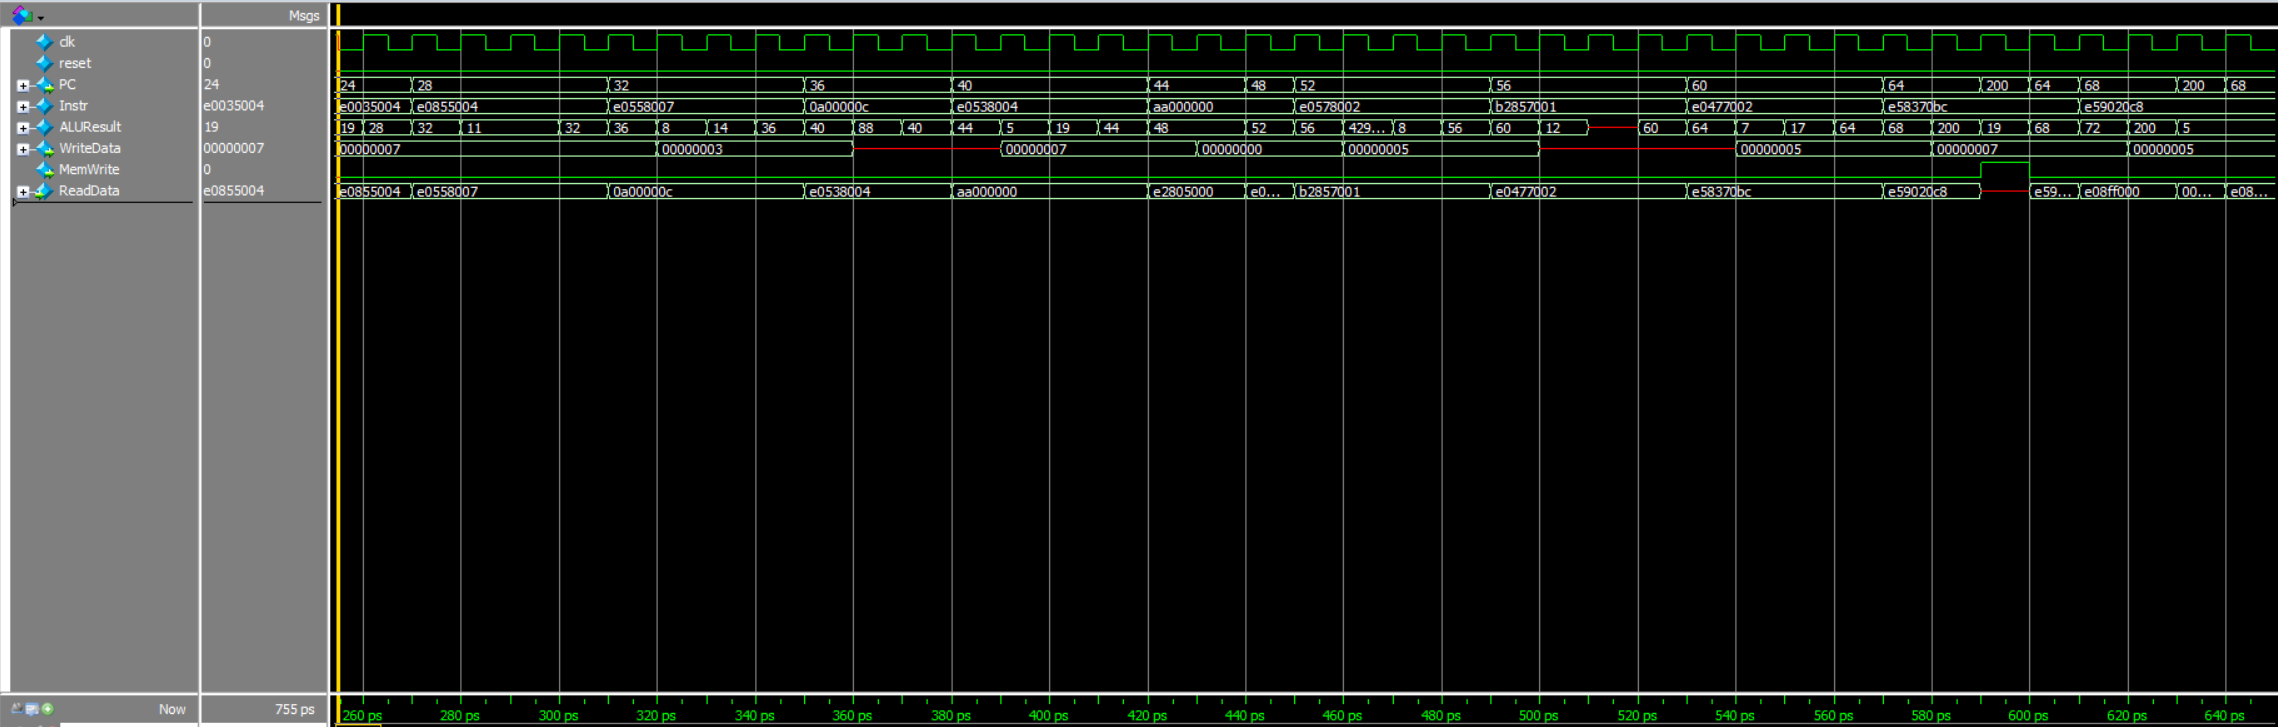 Msgs
clk 0
reset 0
PC 24 24 28 32 36 40 44 48 52 56 60 64 200 64 68 200 68
Instr e0035004 e0035004 e0855004 e0558007 0a00000c e0538004 aa000000 e0578002 b2857001 e0477002 e58370bc e59020c8
ALUResult 19 19 28 32 11 32 36 8 14 36 40 88 40 44 5 19 44 48 52 56 429... 8 56 60 12 60 64 7 17 64 68 200 19 68 72 200 5
WriteData 00000007 00000007 00000003 00000007 00000000 00000005 00000005 00000007 00000005
MemWrite 0
ReadData e0855004 e0855004 e0558007 0a00000c e0538004 aa000000 e2805000 e0... b2857001 e0477002 e58370bc e59020c8 e59... e08ff000 00... e08...
Now 755 ps 260 ps 280 ps 300 ps 320 ps 340 ps 360 ps 380 ps 400 ps 420 ps 440 ps 460 ps 480 ps 500 ps 520 ps 540 ps 560 ps 580 ps 600 ps 620 ps 640 ps